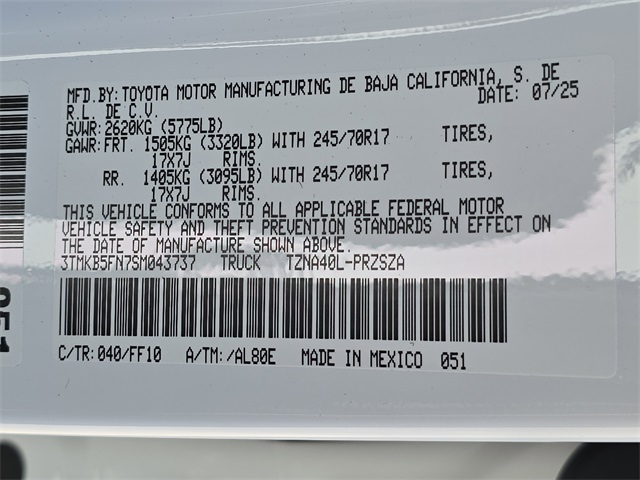 MFD.BY:TOYOTA MOTOR MANUFACTURING DE BAJA CALIFORNIA, S. DE
R.L. DE C.V. DATE: 07/25
GVWR:2620KG (5775LB)
GAWR:FRT. 1505KG (3320LB) WITH 245/70R17 TIRES,
17X7J RIMS.
RR. 1405KG (3095LB) WITH 245/70R17 TIRES,
17X7J RIMS.
THIS VEHICLE CONFORMS TO ALL APPLICABLE FEDERAL MOTOR
VEHICLE SAFETY AND THEFT PREVENTION STANDARDS IN EFFECT ON
THE DATE OF MANUFACTURE SHOWN ABOVE.
3TMKB5FN7SM043737 TRUCK TZNA40L-PRZSZA
C/TR:040/FF10 A/TM:/AL80E MADE IN MEXICO 051
051